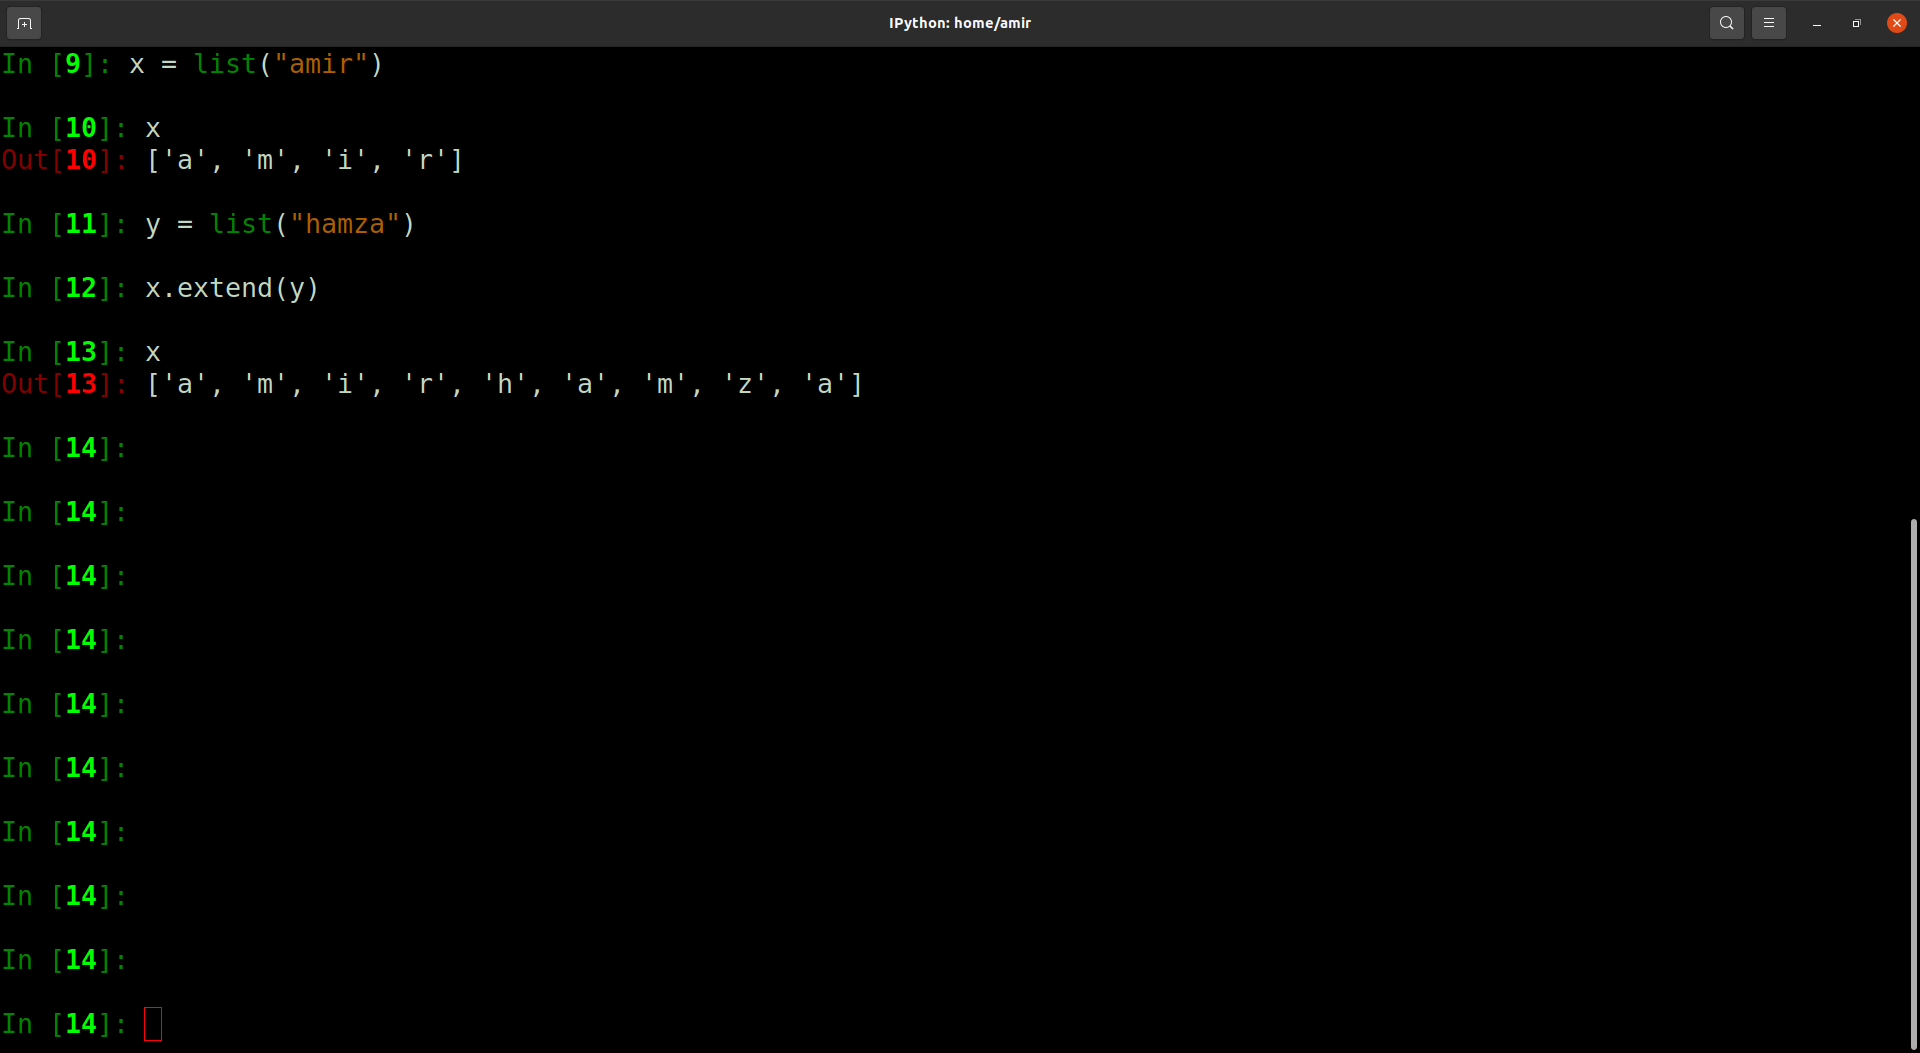 IPython: home/amir
In [9]: x = list("amir")
In [10]: x
Out[10]: ['a', 'm', 'i', 'r']
In [11]: y = list("hamza")
In [12]: x.extend(y)
In [13]: x
Out[13]: ['a', 'm', 'i', 'r', 'h', 'a', 'm', 'z', 'a']
In [14]:
In [14]:
In [14]:
In [14]:
In [14]:
In [14]:
In [14]:
In [14]:
In [14]:
In [14]: